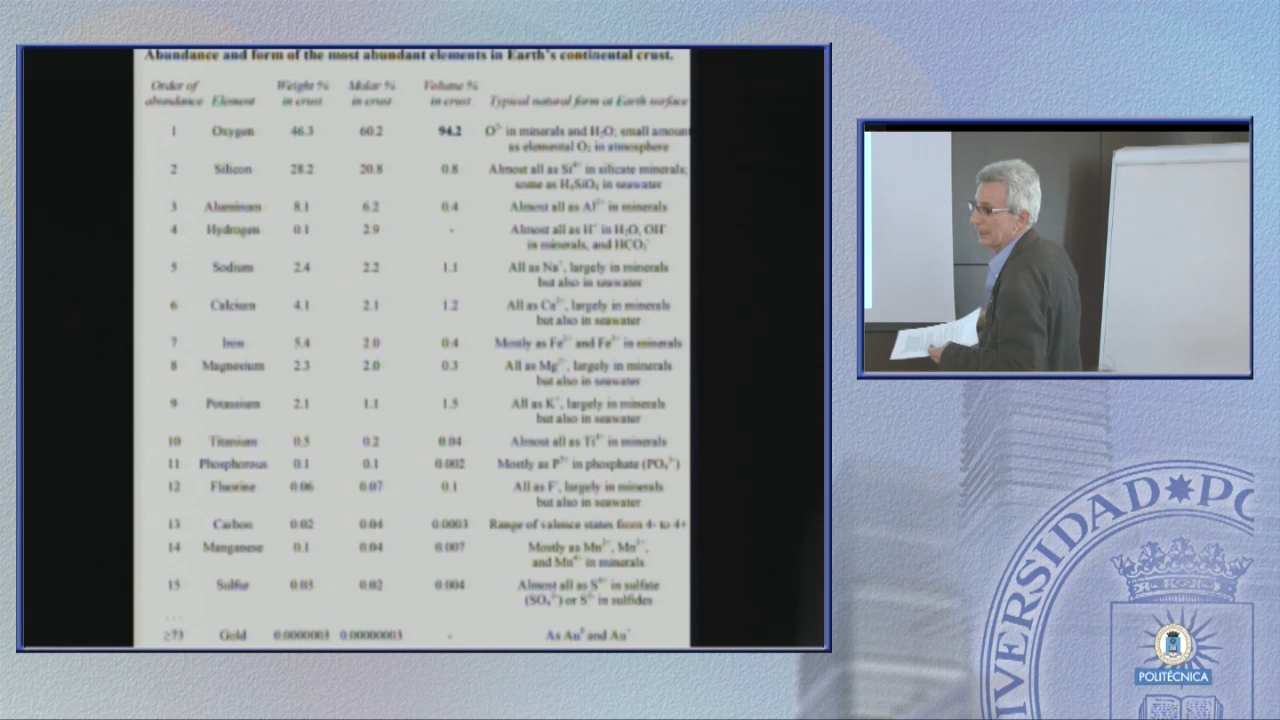 Abundance and form of the most abundant elements in Earth's continental crust.
Order of abundance Element Weight % in crust Molar % in crust Volume % in crust Typical natural form at Earth surface
1 Oxygen 46.3 60.2 94.2 O²⁻ in minerals and H₂O; small amount
as elemental O₂ in atmosphere
2 Silicon 28.2 20.8 0.8 Almost all as Si⁴⁺ in silicate minerals;
some as H₄SiO₄ in seawater
3 Aluminum 8.1 6.2 0.4 Almost all as Al³⁺ in minerals
4 Hydrogen 0.1 2.9 - Almost all as H⁺ in H₂O, OH⁻
in minerals, and HCO₃⁻
5 Sodium 2.4 2.2 1.1 All as Na⁺, largely in minerals
but also in seawater
6 Calcium 4.1 2.1 1.2 All as Ca²⁺, largely in minerals
but also in seawater
7 Iron 5.4 2.0 0.4 Mostly as Fe²⁺ and Fe³⁺ in minerals
8 Magnesium 2.3 2.0 0.3 All as Mg²⁺, largely in minerals
but also in seawater
9 Potassium 2.1 1.1 1.5 All as K⁺, largely in minerals
but also in seawater
10 Titanium 0.5 0.2 0.04 Almost all as Ti⁴⁺ in minerals
11 Phosphorous 0.1 0.1 0.002 Mostly as P⁵⁺ in phosphate (PO₄³⁻)
12 Fluorine 0.06 0.07 0.1 All as F⁻, largely in minerals
but also in seawater
13 Carbon 0.02 0.04 0.0003 Range of valence states from 4- to 4+
14 Manganese 0.1 0.04 0.007 Mostly as Mn²⁺, Mn³⁺,
and Mn⁴⁺ in minerals
15 Sulfur 0.03 0.02 0.004 Almost all as S⁶⁺ in sulfate
(SO₄²⁻) or S²⁻ in sulfides
...
≥73 Gold 0.0000003 0.00000003 - As Au⁰ and Au⁺
IVERSIDAD PO
POLITÉCNICA